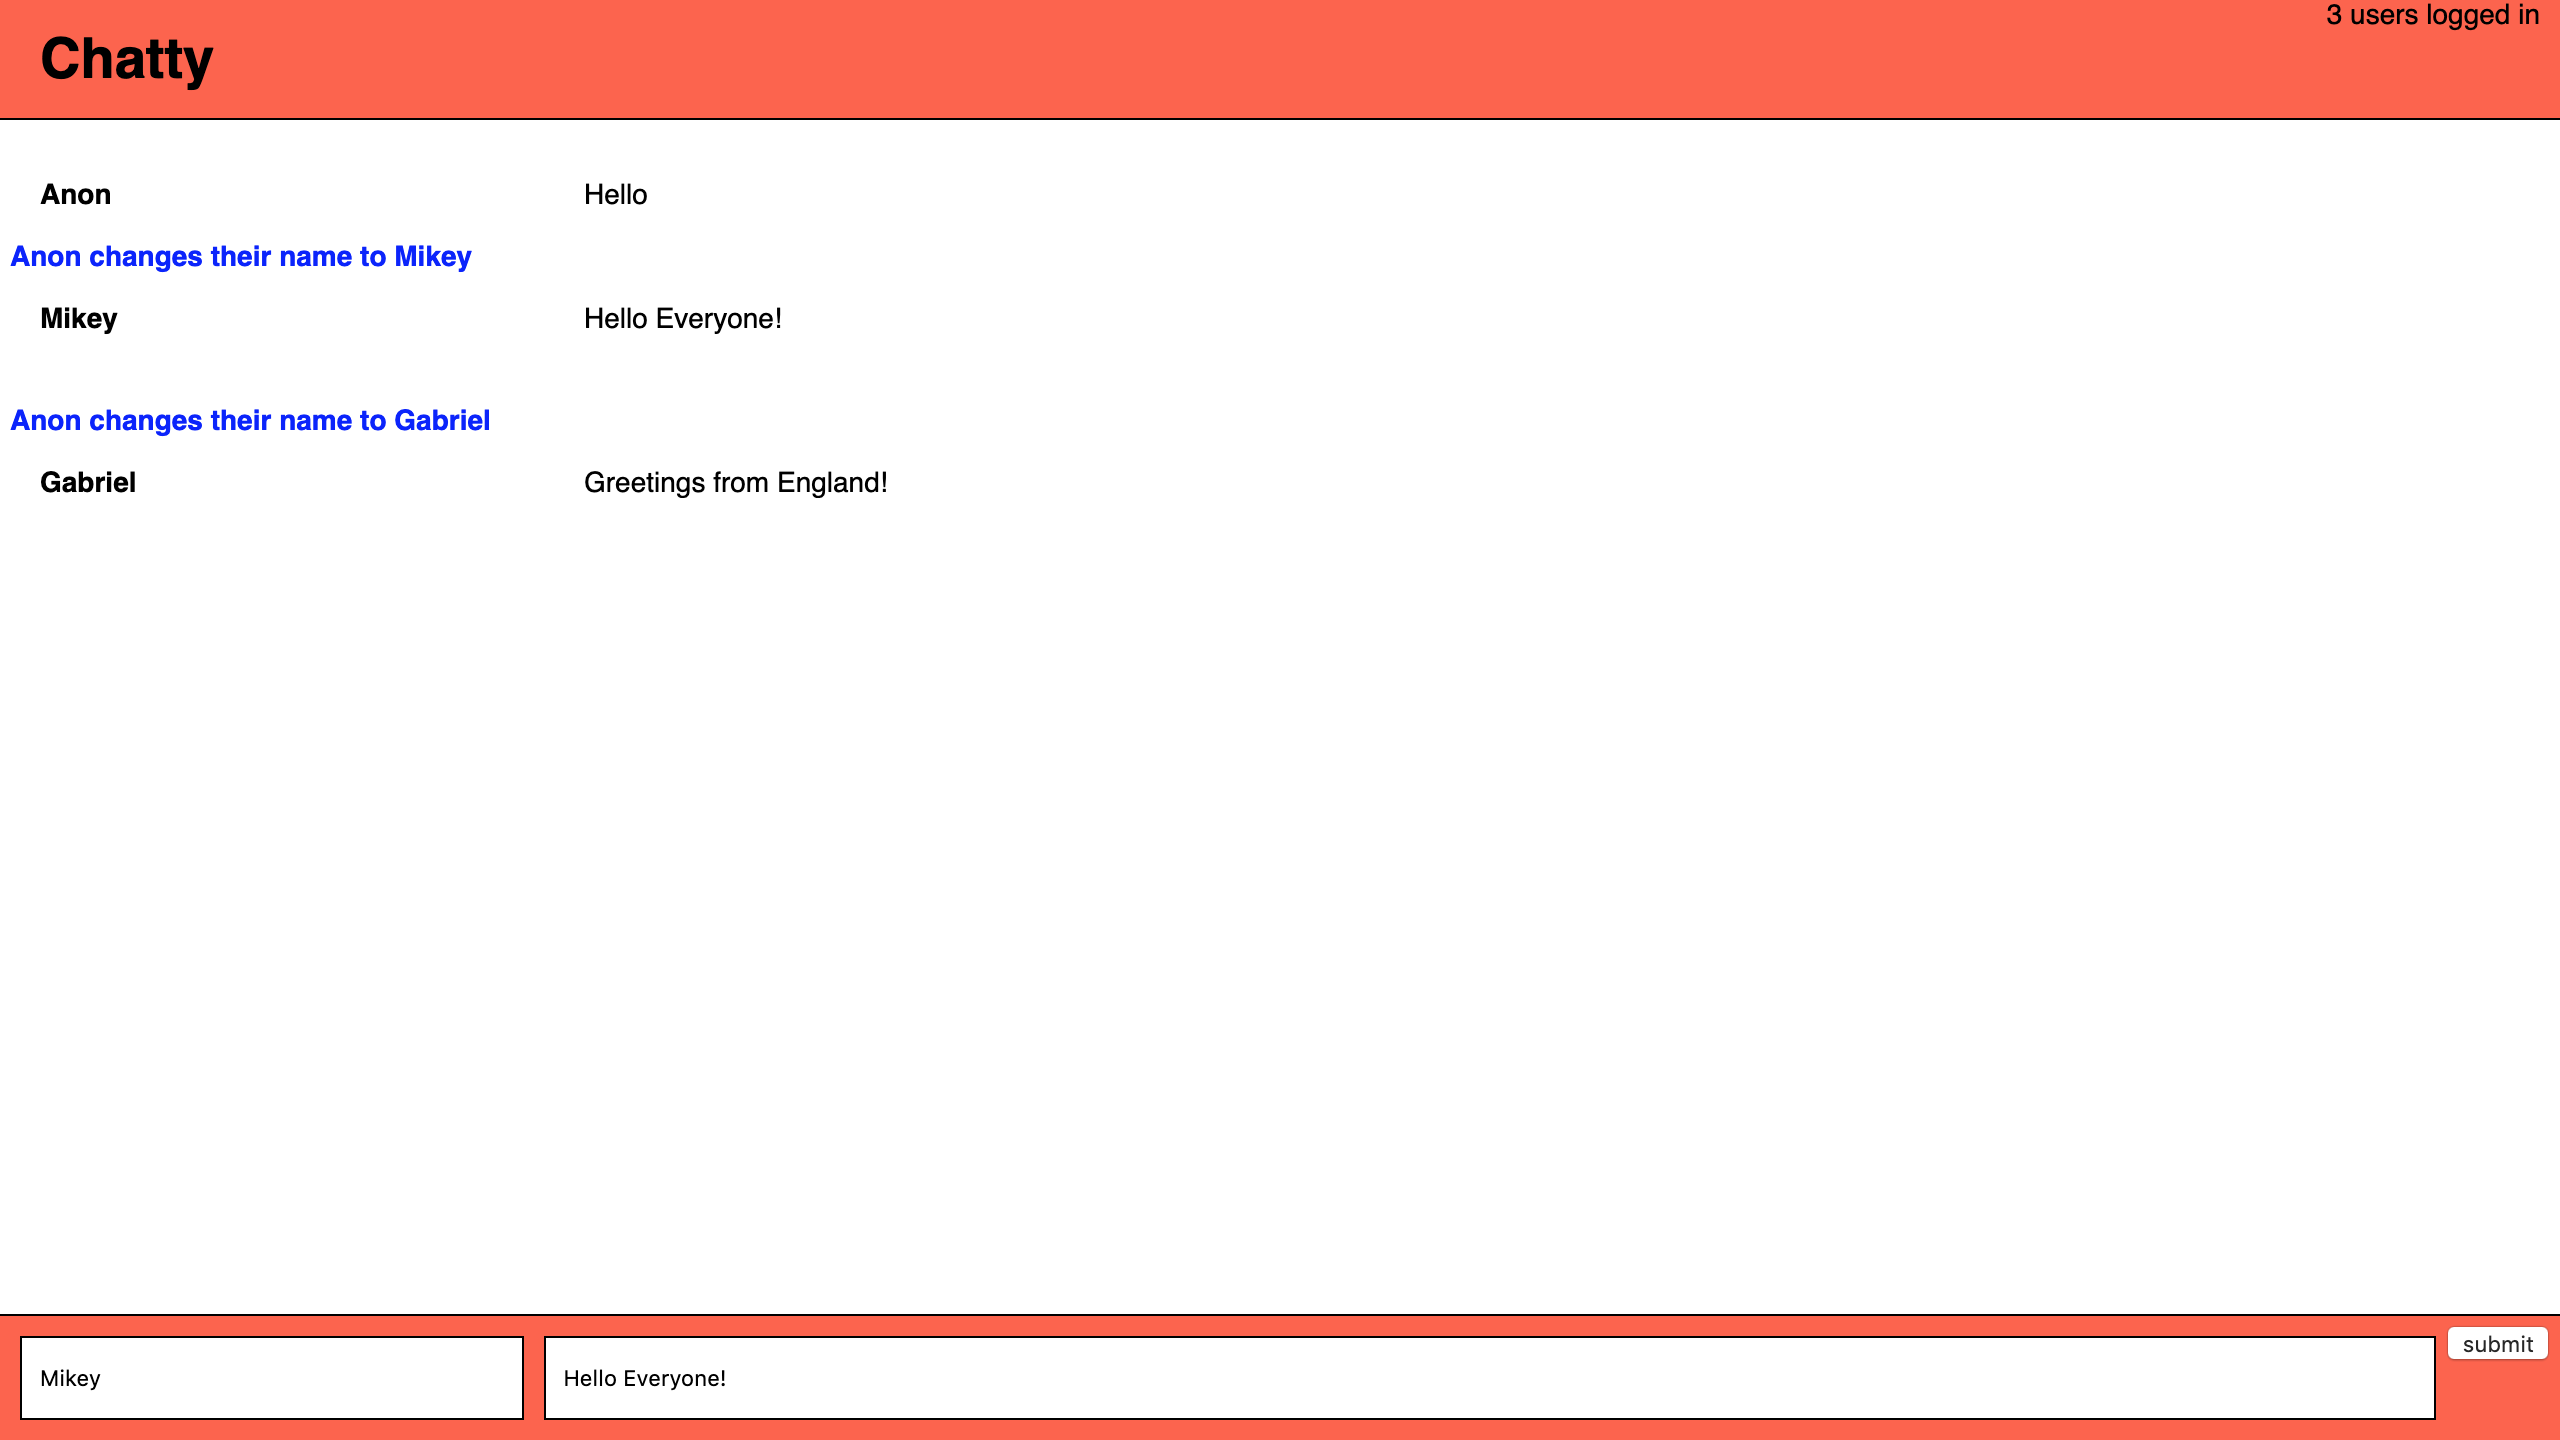 3 users logged in
Chatty
Anon Hello
Anon changes their name to Mikey
Mikey Hello Everyone!
Anon changes their name to Gabriel
Gabriel Greetings from England!
Mikey Hello Everyone! submit